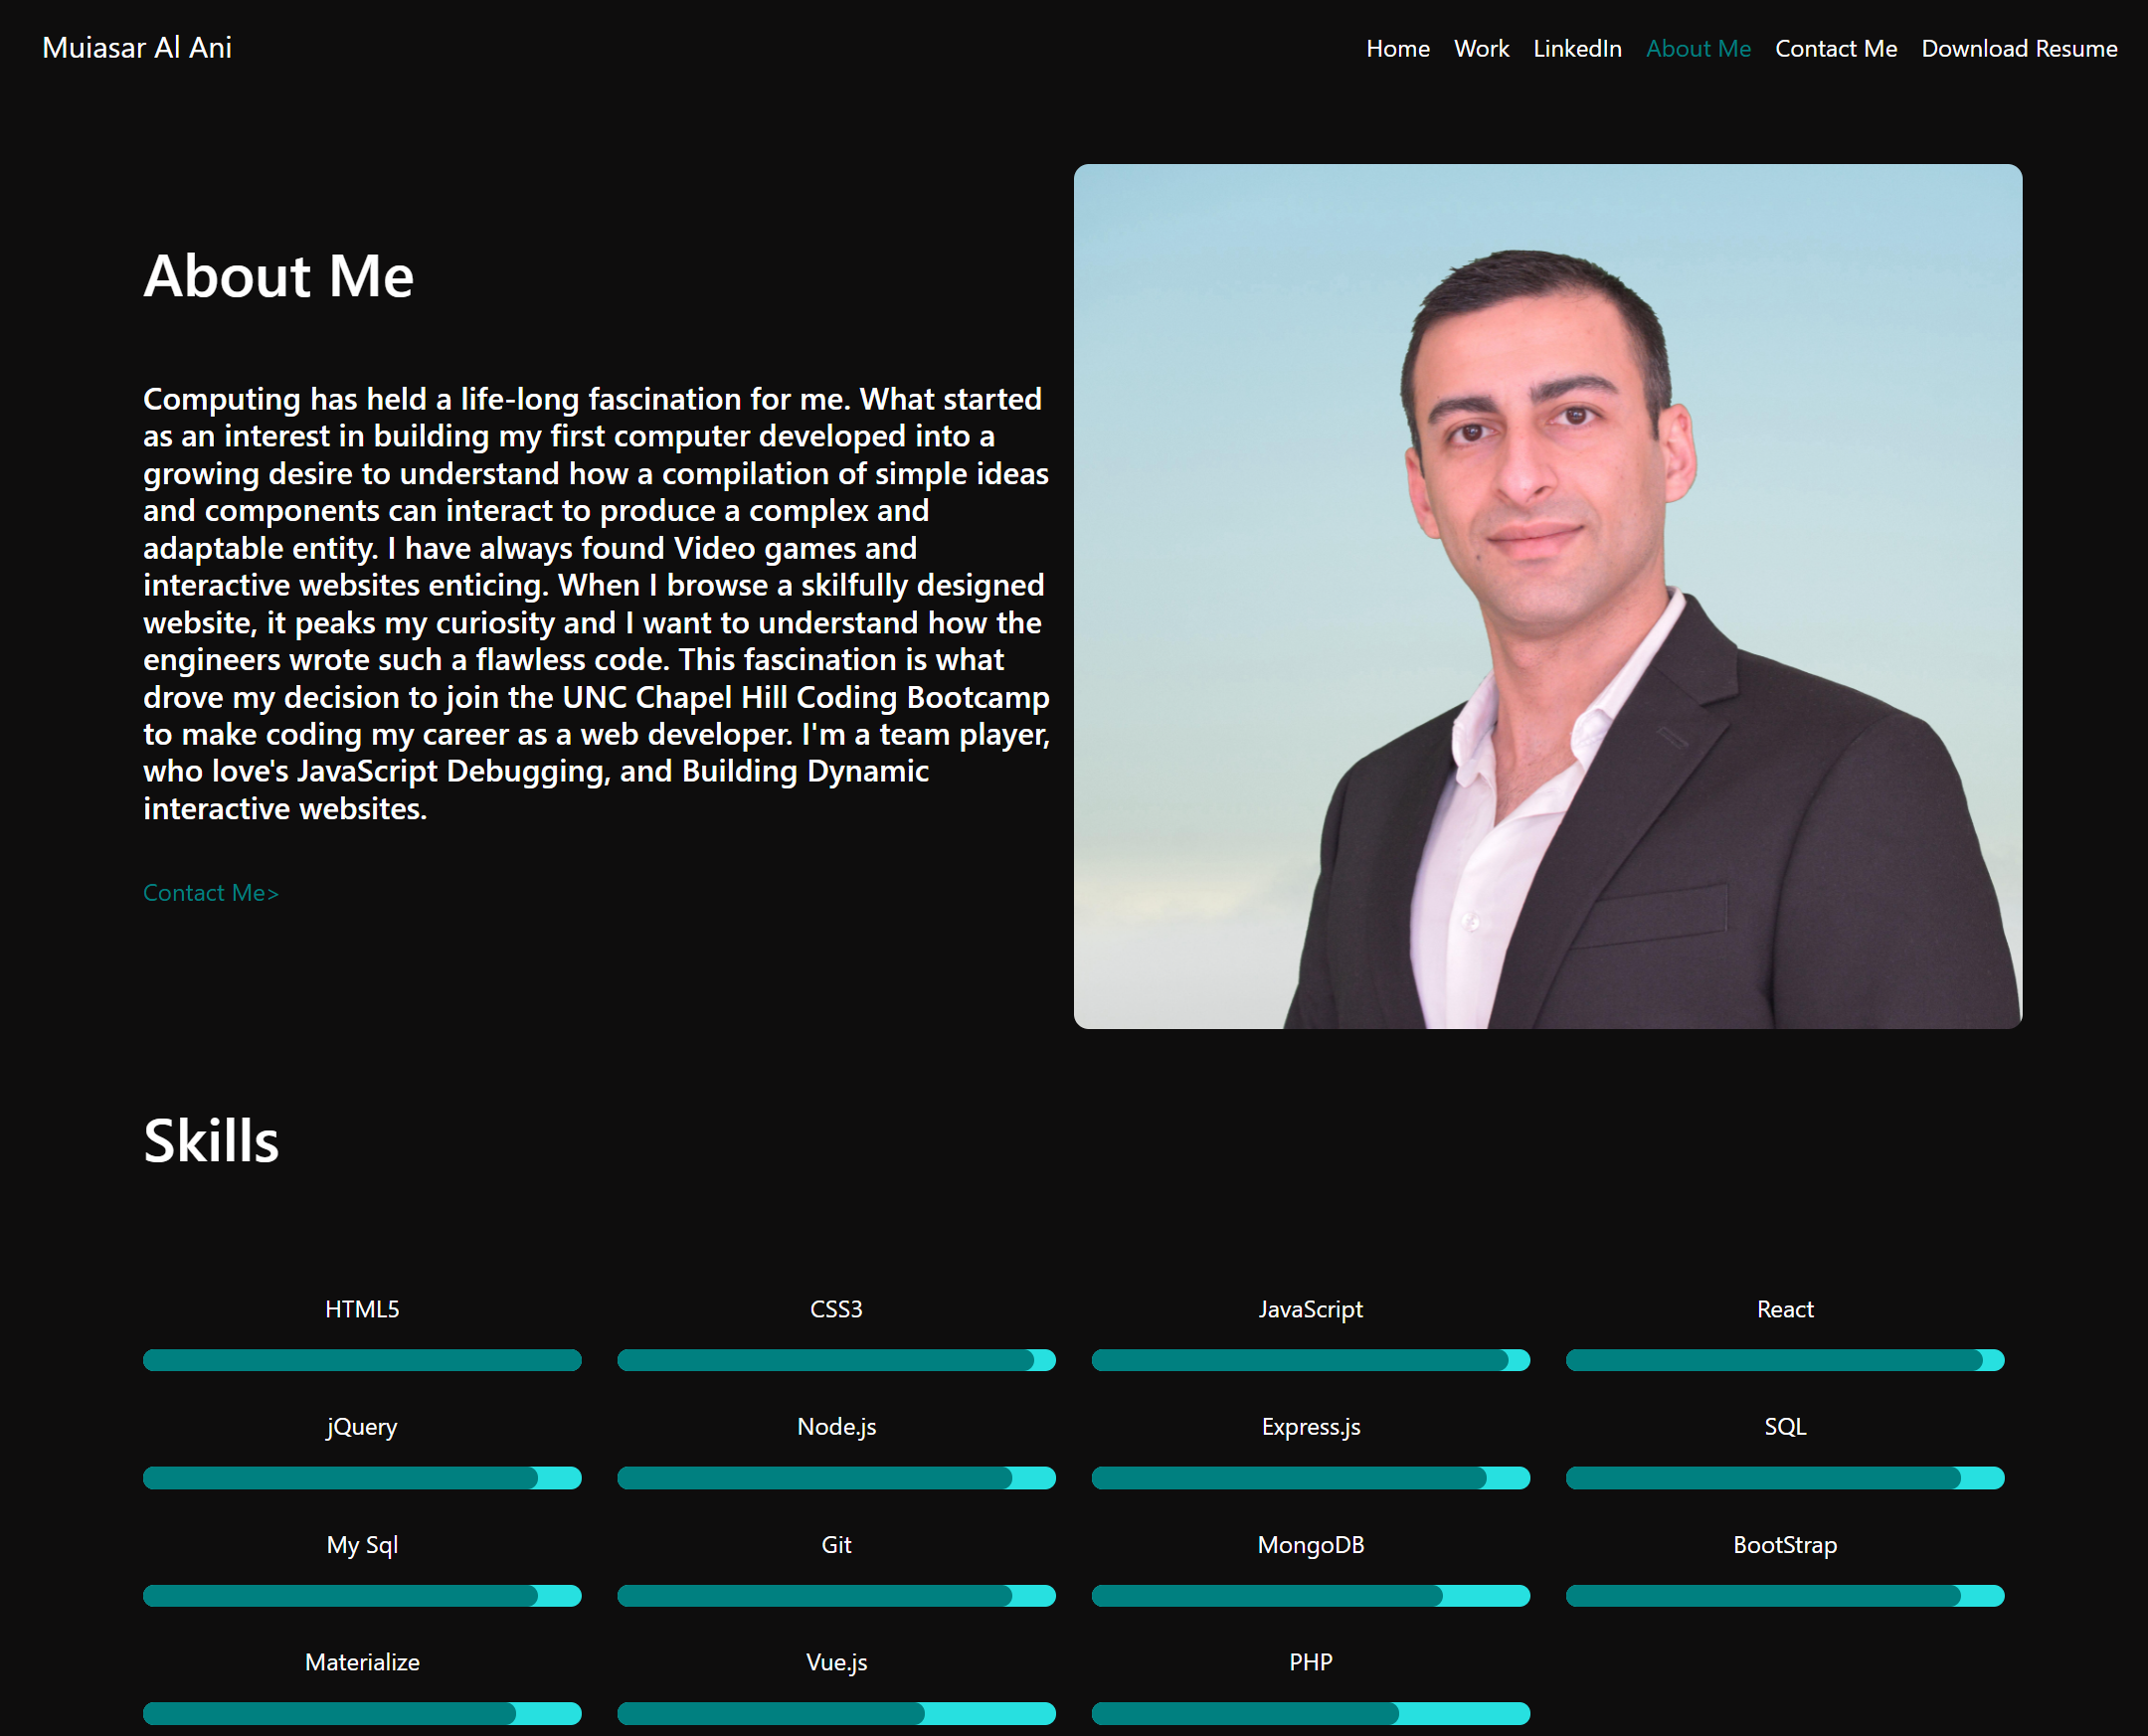 Muiasar Al Ani
Home Work LinkedIn About Me Contact Me Download Resume
About Me
Computing has held a life-long fascination for me. What started
as an interest in building my first computer developed into a
growing desire to understand how a compilation of simple ideas
and components can interact to produce a complex and
adaptable entity. I have always found Video games and
interactive websites enticing. When I browse a skilfully designed
website, it peaks my curiosity and I want to understand how the
engineers wrote such a flawless code. This fascination is what
drove my decision to join the UNC Chapel Hill Coding Bootcamp
to make coding my career as a web developer. I'm a team player,
who love's JavaScript Debugging, and Building Dynamic
interactive websites.
Contact Me>
Skills
HTML5 CSS3 JavaScript React
jQuery Node.js Express.js SQL
My Sql Git MongoDB BootStrap
Materialize Vue.js PHP